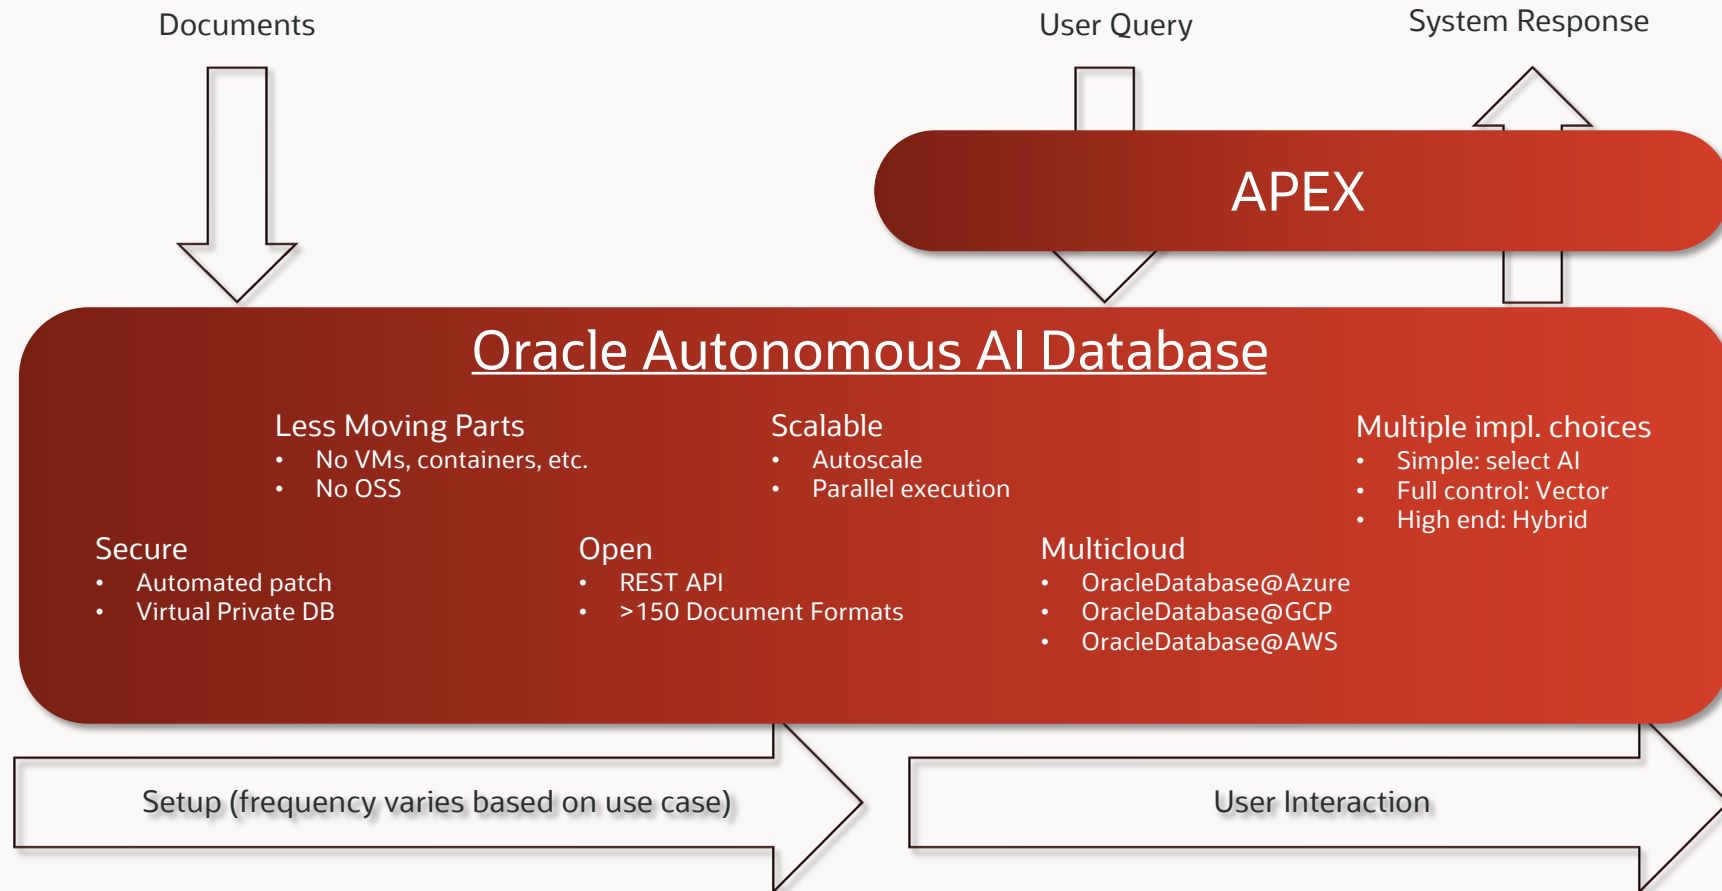 Documents
User Query
System Response
APEX
Oracle Autonomous AI Database
Less Moving Parts
• No VMs, containers, etc.
• No OSS
Scalable
• Autoscale
• Parallel execution
Multiple impl. choices
• Simple: select AI
• Full control: Vector
• High end: Hybrid
Secure
• Automated patch
• Virtual Private DB
Open
• REST API
• >150 Document Formats
Multicloud
• OracleDatabase@Azure
• OracleDatabase@GCP
• OracleDatabase@AWS
Setup (frequency varies based on use case)
User Interaction